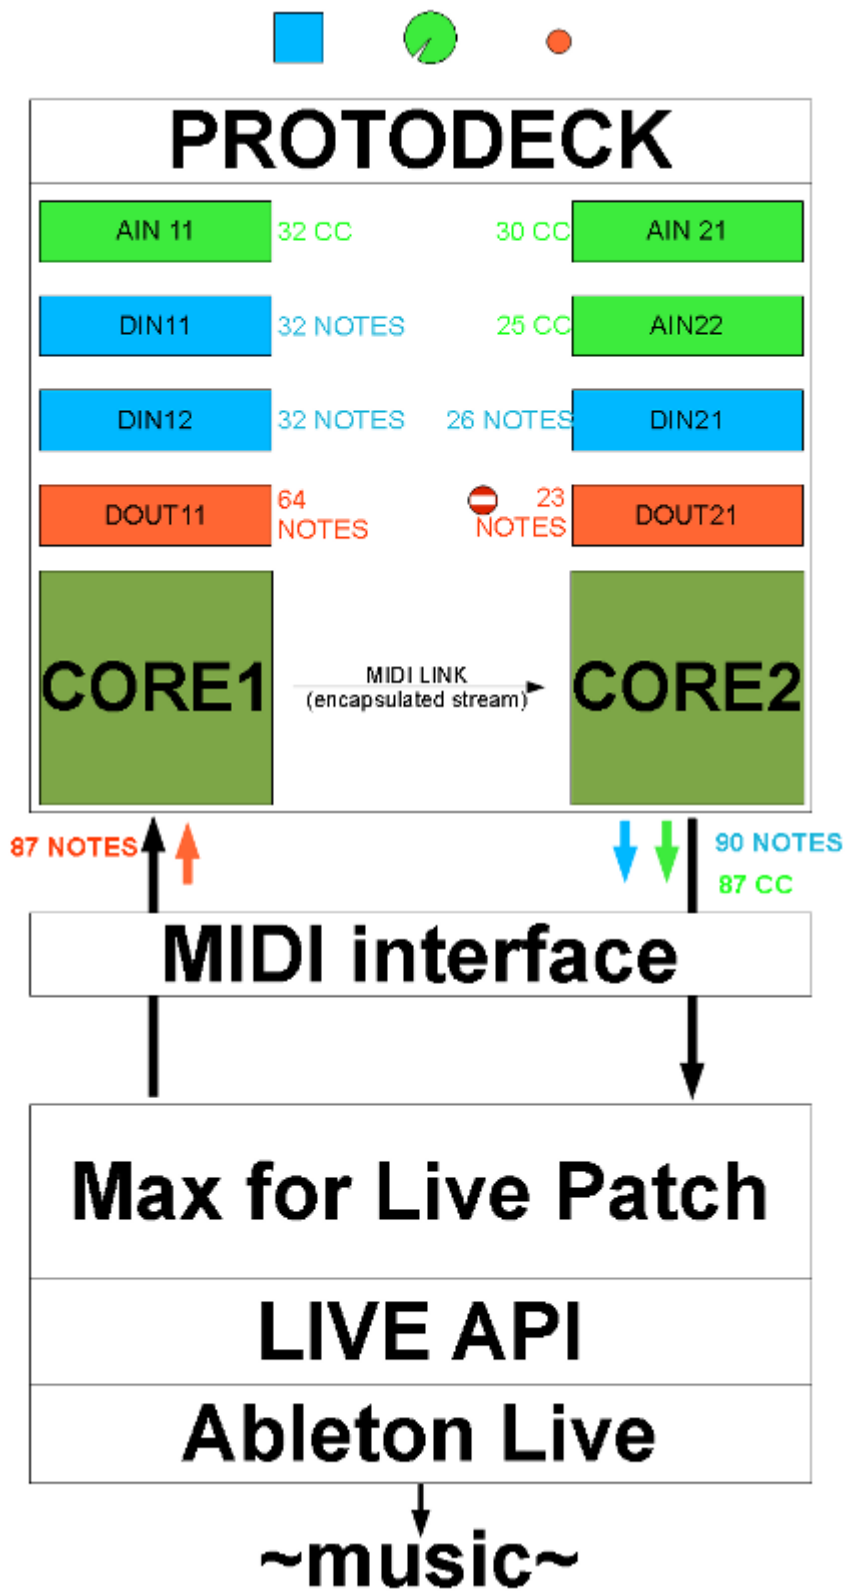 PROTODECK
AIN 11
32 CC
30 CC
AIN 21
DIN11
32 NOTES
25 CC
AIN22
DIN12
32 NOTES
26 NOTES
DIN21
DOUT11
64
NOTES
23
NOTES
DOUT21
CORE1
MIDI LINK
(encapsulated stream)
CORE2
87 NOTES
90 NOTES
87 CC
MIDI interface
Max for Live Patch
LIVE API
Ableton Live
~music~